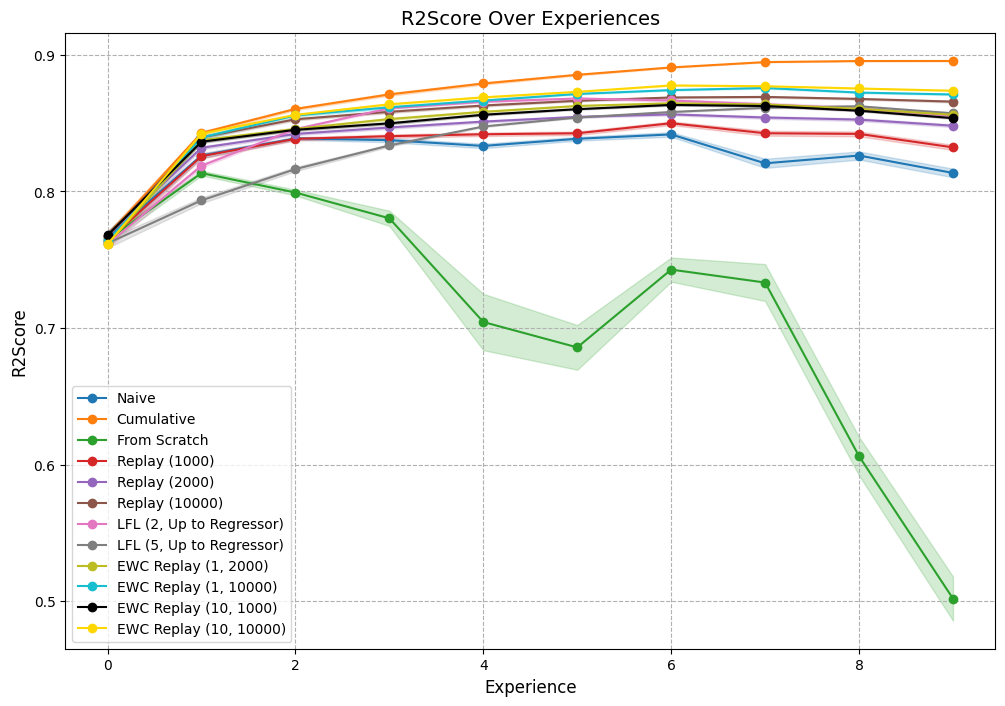 R2Score Over Experiences
R2Score
0.9
0.8
0.7
0.6
0.5
Naive
Cumulative
From Scratch
Replay (1000)
Replay (2000)
Replay (10000)
LFL (2, Up to Regressor)
LFL (5, Up to Regressor)
EWC Replay (1, 2000)
EWC Replay (1, 10000)
EWC Replay (10, 1000)
EWC Replay (10, 10000)
0 2 4 6 8
Experience